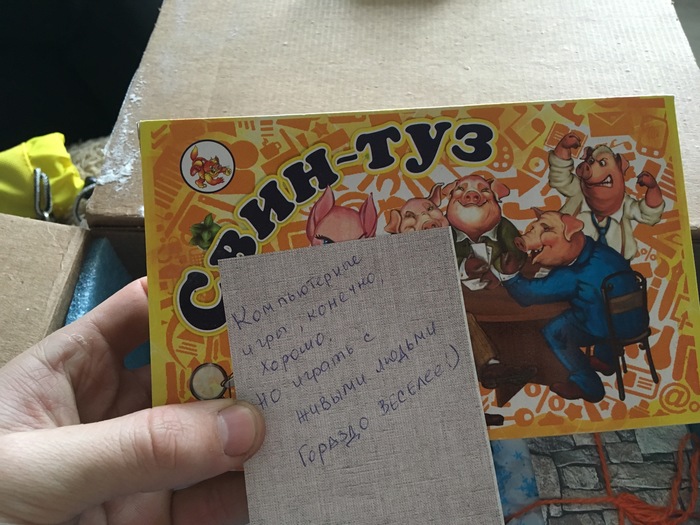 Свин-туз
Компьютерные
игры, конечно,
хорошо.
Но играть с
живыми людьми
Гораздо веселее!)